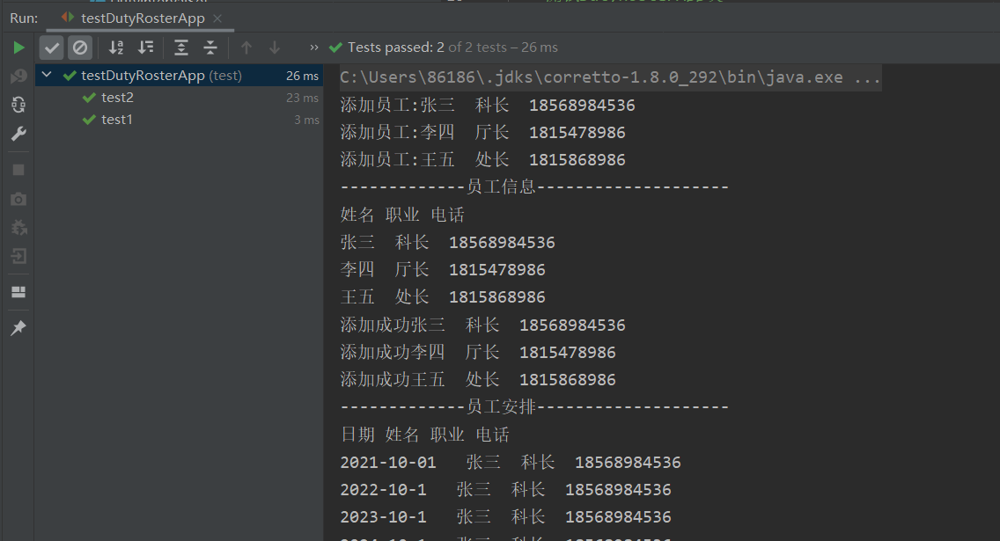 Run: testDutyRosterApp
Tests passed: 2 of 2 tests – 26 ms
testDutyRosterApp (test) 26 ms
test2 23 ms
test1 3 ms
C:\Users\86186\.jdks\corretto-1.8.0_292\bin\java.exe ...
添加员工:张三 科长 18568984536
添加员工:李四 厅长 1815478986
添加员工:王五 处长 1815868986
-------------员工信息--------------------
姓名 职业 电话
张三 科长 18568984536
李四 厅长 1815478986
王五 处长 1815868986
添加成功张三 科长 18568984536
添加成功李四 厅长 1815478986
添加成功王五 处长 1815868986
-------------员工安排--------------------
日期 姓名 职业 电话
2021-10-01 张三 科长 18568984536
2022-10-1 张三 科长 18568984536
2023-10-1 张三 科长 18568984536